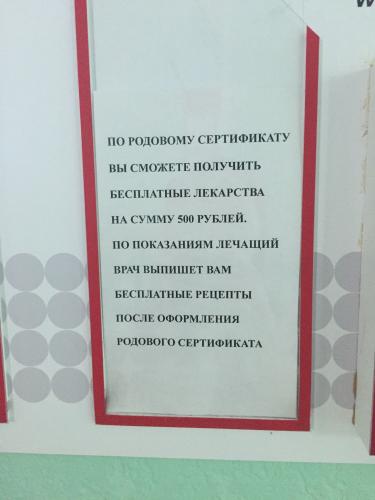 ПО РОДОВОМУ СЕРТИФИКАТУ
ВЫ СМОЖЕТЕ ПОЛУЧИТЬ
БЕСПЛАТНЫЕ ЛЕКАРСТВА
НА СУММУ 500 РУБЛЕЙ.
ПО ПОКАЗАНИЯМ ЛЕЧАЩИЙ
ВРАЧ ВЫПИШЕТ ВАМ
БЕСПЛАТНЫЕ РЕЦЕПТЫ
ПОСЛЕ ОФОРМЛЕНИЯ
РОДОВОГО СЕРТИФИКАТА